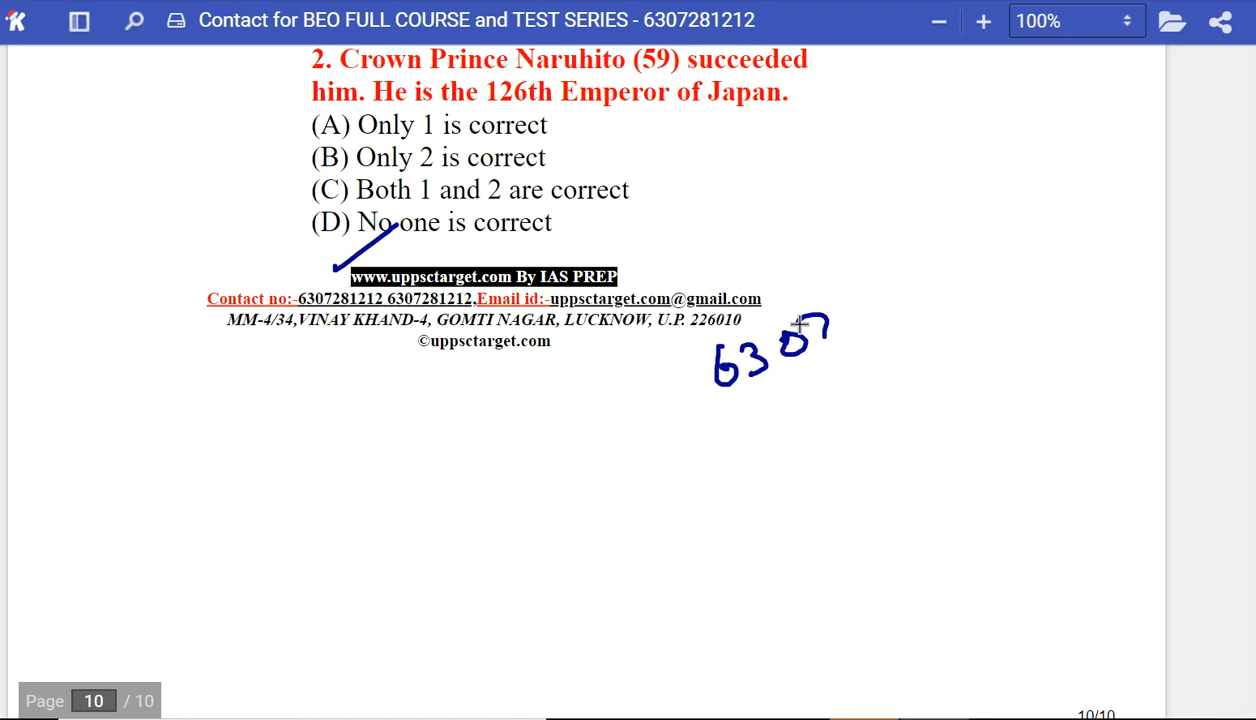 Contact for BEO FULL COURSE and TEST SERIES - 6307281212
100%
2. Crown Prince Naruhito (59) succeeded
him. He is the 126th Emperor of Japan.
(A) Only 1 is correct
(B) Only 2 is correct
(C) Both 1 and 2 are correct
(D) No one is correct
www.uppsctarget.com By IAS PREP
Contact no:-6307281212 6307281212,Email id:-uppsctarget.com@gmail.com
MM-4/34,VINAY KHAND-4, GOMTI NAGAR, LUCKNOW, U.P. 226010
©uppsctarget.com
6307
Page 10 / 10
10/10